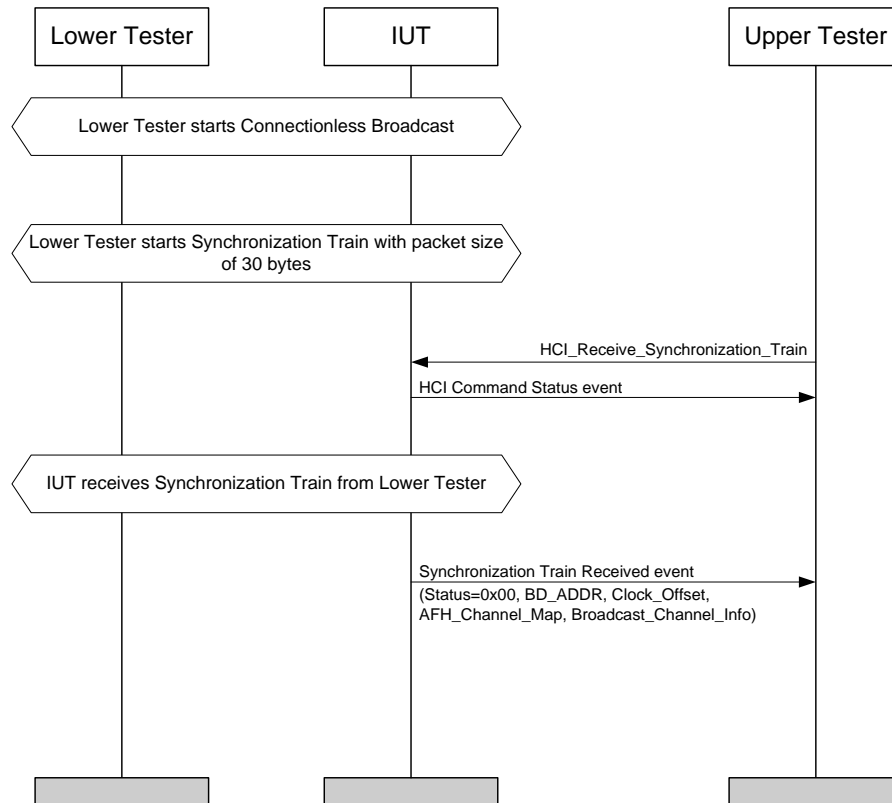 Lower Tester
IUT
Upper Tester
Lower Tester starts Connectionless Broadcast
Lower Tester starts Synchronization Train with packet size
of 30 bytes
HCI_Receive_Synchronization_Train
HCI Command Status event
IUT receives Synchronization Train from Lower Tester
Synchronization Train Received event
(Status=0x00, BD_ADDR, Clock_Offset,
AFH_Channel_Map, Broadcast_Channel_Info)